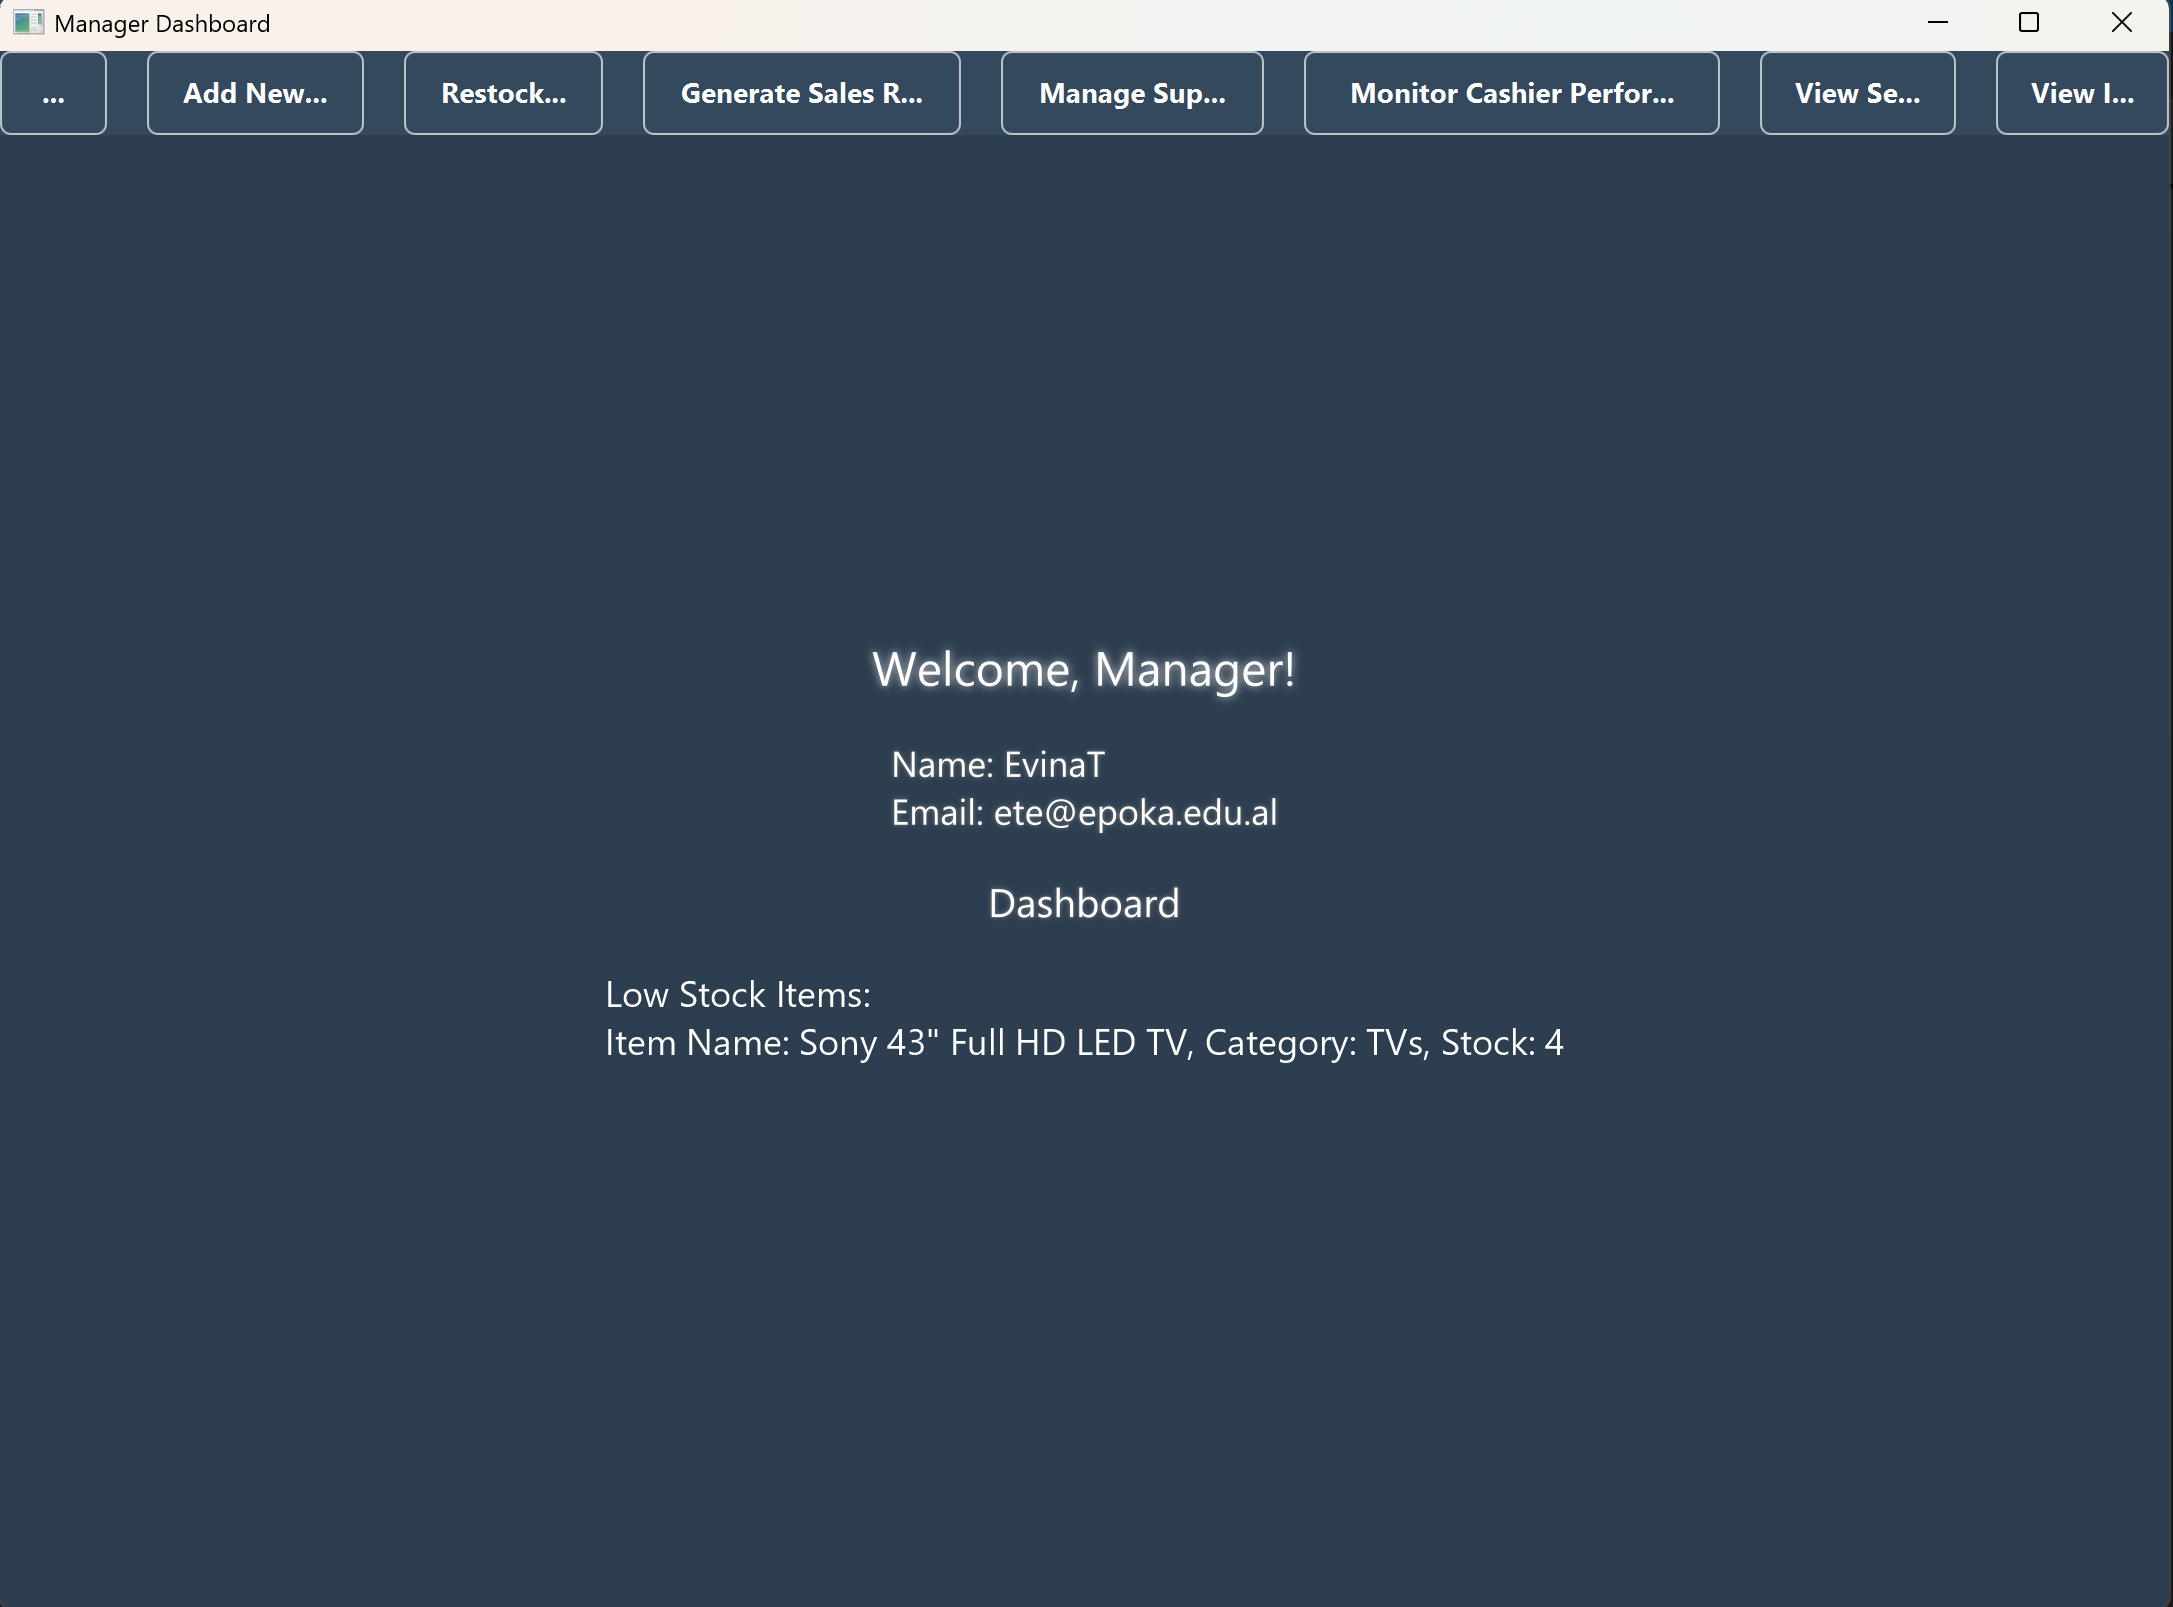 Manager Dashboard
...
Add New...
Restock...
Generate Sales R...
Manage Sup...
Monitor Cashier Perfor...
View Se...
View I...
Welcome, Manager!
Name: EvinaT
Email: ete@epoka.edu.al
Dashboard
Low Stock Items:
Item Name: Sony 43" Full HD LED TV, Category: TVs, Stock: 4